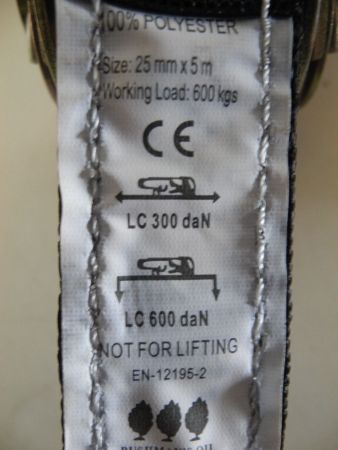 100% POLYESTER
Size: 25 mm x 5 m
Working Load: 600 kgs
CE
LC 300 daN
LC 600 daN
NOT FOR LIFTING
EN-12195-2